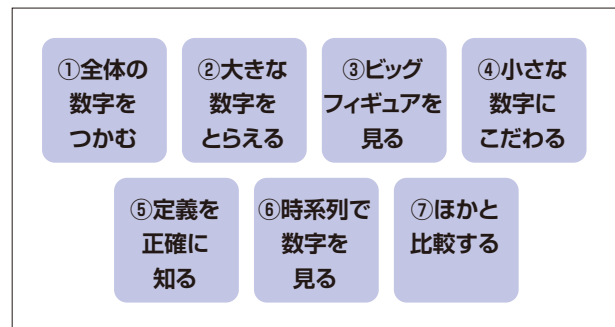 ①全体の
数字を
つかむ
②大きな
数字を
とらえる
③ビッグ
フィギュアを
見る
④小さな
数字に
こだわる
⑤定義を
正確に
知る
⑥時系列で
数字を
見る
⑦ほかと
比較する